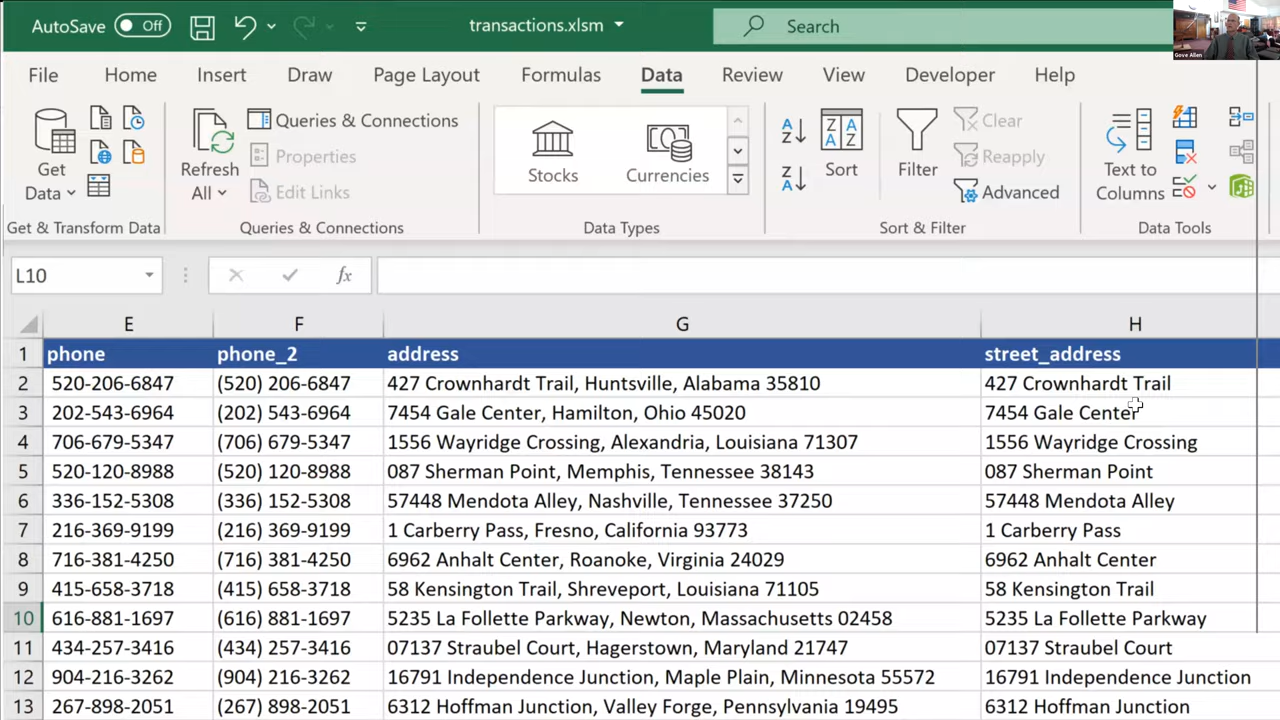 AutoSave Off transactions.xlsm Search
Gove Allen
File Home Insert Draw Page Layout Formulas Data Review View Developer Help
Get Data Refresh All Queries & Connections Properties Edit Links Stocks Currencies Sort Filter Clear Reapply Advanced Text to Columns
Get & Transform Data Queries & Connections Data Types Sort & Filter Data Tools
L10 fx
E F G H
1 phone phone_2 address street_address
2 520-206-6847 (520) 206-6847 427 Crownhardt Trail, Huntsville, Alabama 35810 427 Crownhardt Trail
3 202-543-6964 (202) 543-6964 7454 Gale Center, Hamilton, Ohio 45020 7454 Gale Center
4 706-679-5347 (706) 679-5347 1556 Wayridge Crossing, Alexandria, Louisiana 71307 1556 Wayridge Crossing
5 520-120-8988 (520) 120-8988 087 Sherman Point, Memphis, Tennessee 38143 087 Sherman Point
6 336-152-5308 (336) 152-5308 57448 Mendota Alley, Nashville, Tennessee 37250 57448 Mendota Alley
7 216-369-9199 (216) 369-9199 1 Carberry Pass, Fresno, California 93773 1 Carberry Pass
8 716-381-4250 (716) 381-4250 6962 Anhalt Center, Roanoke, Virginia 24029 6962 Anhalt Center
9 415-658-3718 (415) 658-3718 58 Kensington Trail, Shreveport, Louisiana 71105 58 Kensington Trail
10 616-881-1697 (616) 881-1697 5235 La Follette Parkway, Newton, Massachusetts 02458 5235 La Follette Parkway
11 434-257-3416 (434) 257-3416 07137 Straubel Court, Hagerstown, Maryland 21747 07137 Straubel Court
12 904-216-3262 (904) 216-3262 16791 Independence Junction, Maple Plain, Minnesota 55572 16791 Independence Junction
13 267-898-2051 (267) 898-2051 6312 Hoffman Junction, Valley Forge, Pennsylvania 19495 6312 Hoffman Junction